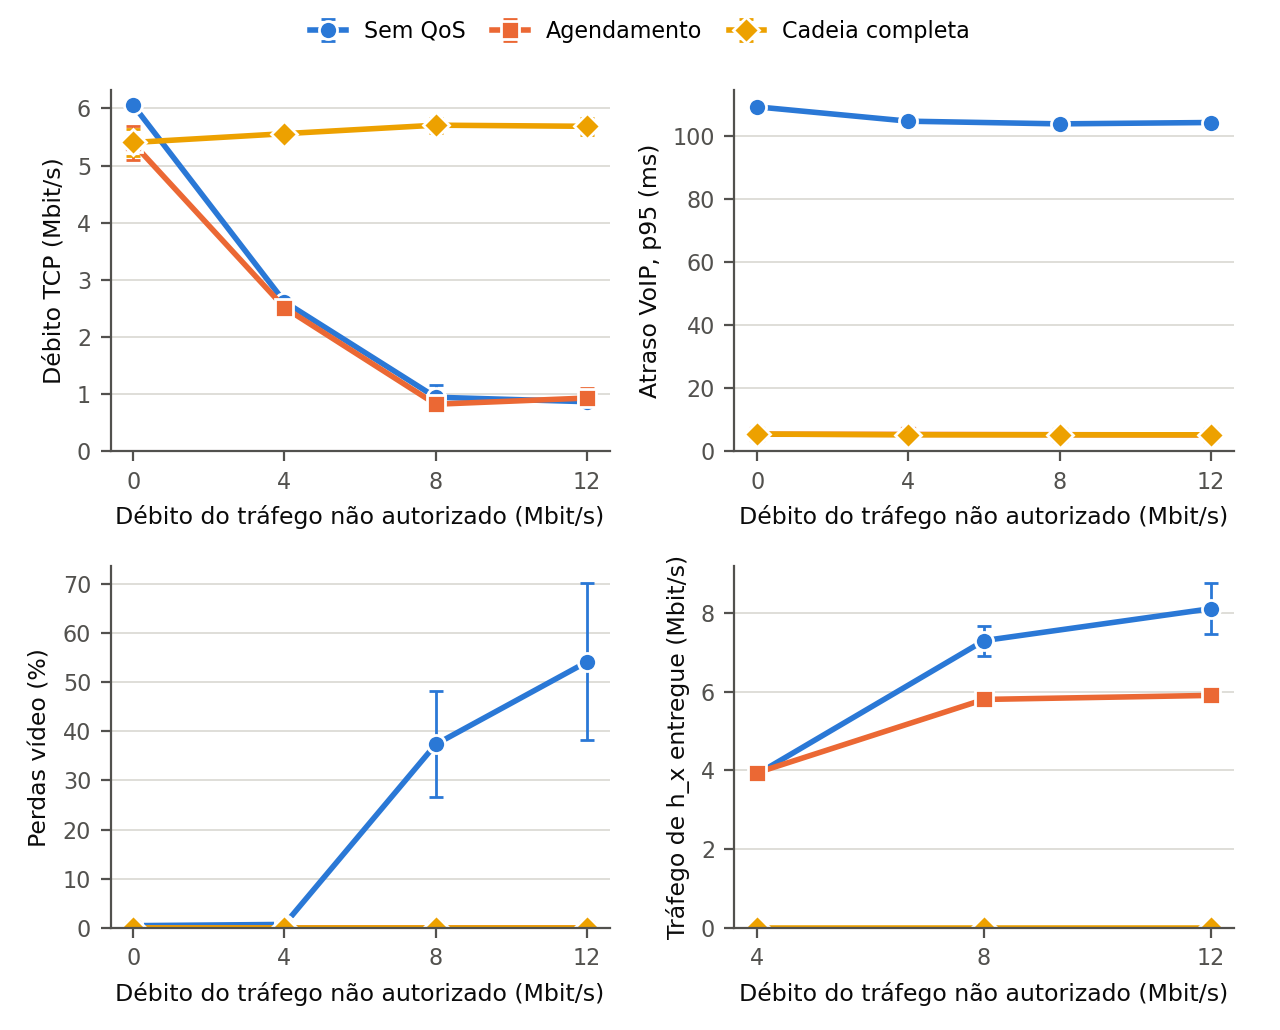 Sem QoS Agendamento Cadeia completa
Débito TCP (Mbit/s)
6
5
4
3
2
1
0
0 4 8 12
Débito do tráfego não autorizado (Mbit/s)
Atraso VoIP, p95 (ms)
100
80
60
40
20
0
0 4 8 12
Débito do tráfego não autorizado (Mbit/s)
Perdas vídeo (%)
70
60
50
40
30
20
10
0
0 4 8 12
Débito do tráfego não autorizado (Mbit/s)
Tráfego de h_x entregue (Mbit/s)
8
6
4
2
0
4 8 12
Débito do tráfego não autorizado (Mbit/s)